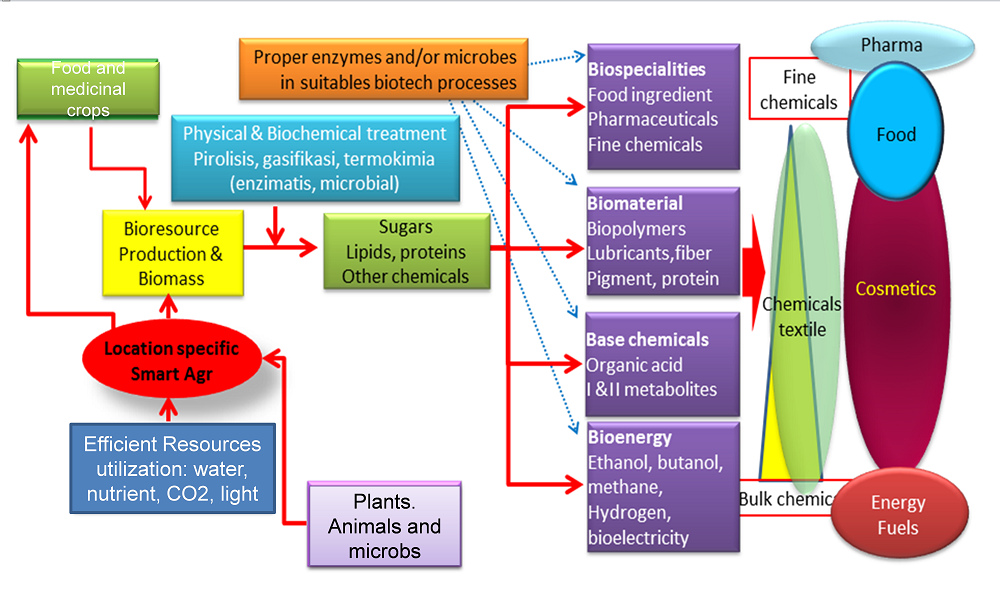 Food and
medicinal
crops
Proper enzymes and/or microbes
in suitables biotech processes
Physical & Biochemical treatment
Pirolisis, gasifikasi, termokimia
(enzimatis, microbial)
Bioresource
Production &
Biomass
Sugars
Lipids, proteins
Other chemicals
Location specific
Smart Agr
Efficient Resources
utilization: water,
nutrient, CO2, light
Plants.
Animals and
microbs
Biospecialities
Food ingredient
Pharmaceuticals
Fine chemicals
Biomaterial
Biopolymers
Lubricants,fiber
Pigment, protein
Base chemicals
Organic acid
I &II metabolites
Bioenergy
Ethanol, butanol,
methane,
Hydrogen,
bioelectricity
Fine
chemicals
Chemicals
textile
Bulk chemic
Pharma
Food
Cosmetics
Energy
Fuels